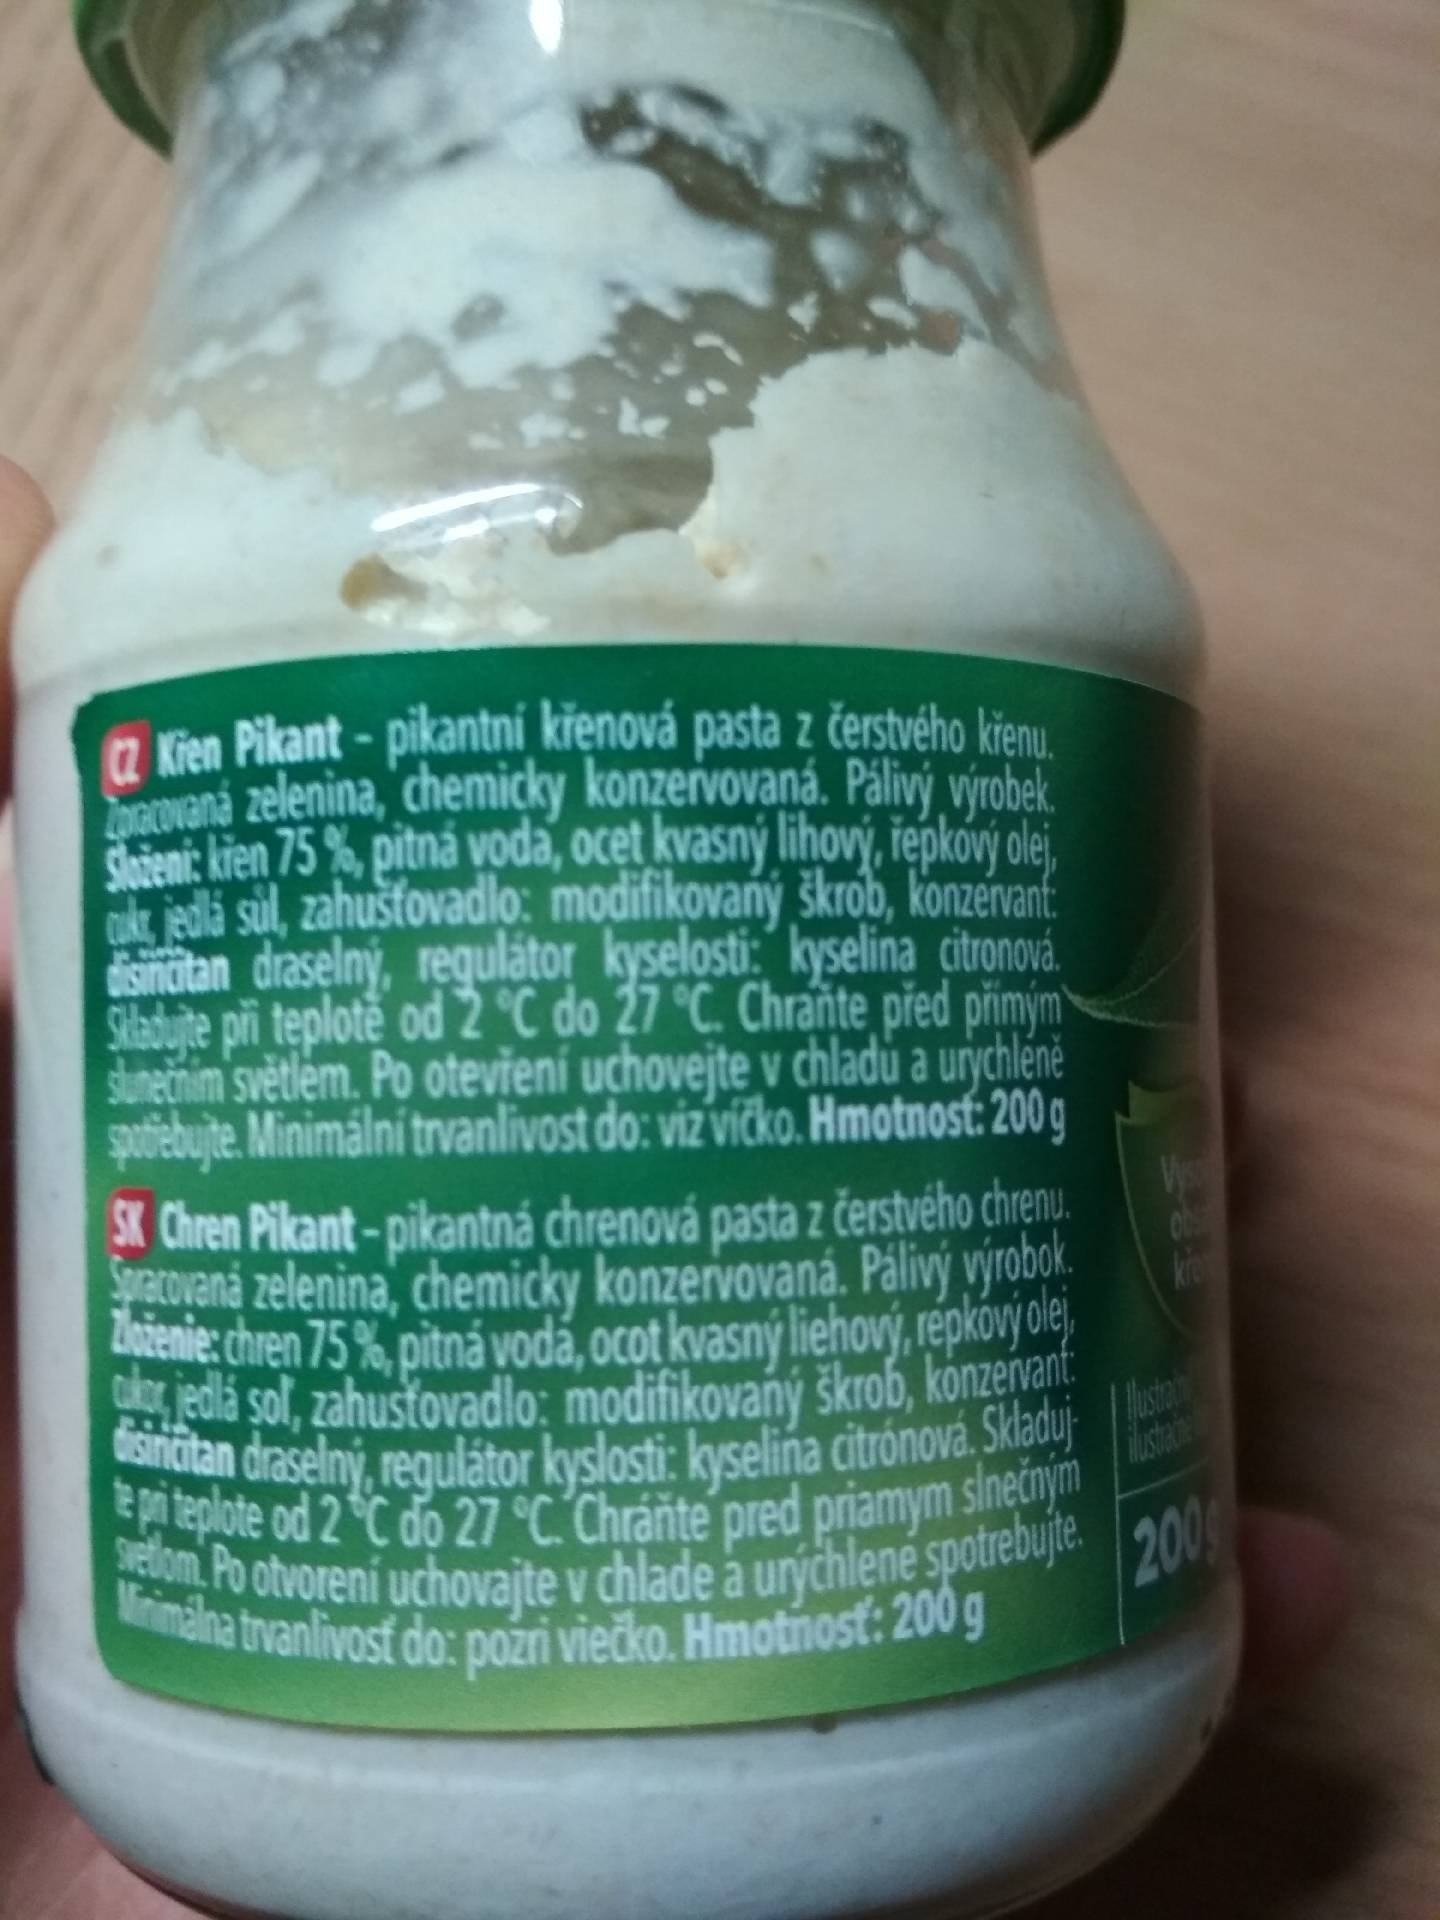 CZ Křen Pikant – pikantní křenová pasta z čerstvého křenu.
Zpracovaná zelenina, chemicky konzervovaná. Pálivý výrobek.
Složení: křen 75 %, pitná voda, ocet kvasný lihový, řepkový olej,
cukr, jedlá sůl, zahušťovadlo: modifikovaný škrob, konzervant:
disiřičitan draselný, regulátor kyselosti: kyselina citronová.
Skladujte při teplotě od 2 °C do 27 °C. Chraňte před přímým
slunečním světlem. Po otevření uchovejte v chladu a urychleně
spotřebujte. Minimální trvanlivost do: viz víčko. Hmotnost: 200 g
SK Chren Pikant – pikantná chrenová pasta z čerstvého chrenu.
Spracovaná zelenina, chemicky konzervovaná. Pálivý výrobok.
Zloženie: chren 75 %, pitná voda, ocot kvasný liehový, repkový olej,
cukor, jedlá soľ, zahusťovadlo: modifikovaný škrob, konzervant:
disiričitan draselný, regulátor kyslosti: kyselina citrónová. Skladuj-
te pri teplote od 2 °C do 27 °C. Chráňte pred priamym slnečným
svetlom. Po otvorení uchovajte v chlade a urýchlene spotrebujte.
Minimálna trvanlivosť do: pozri viečko. Hmotnosť: 200 g
200 g